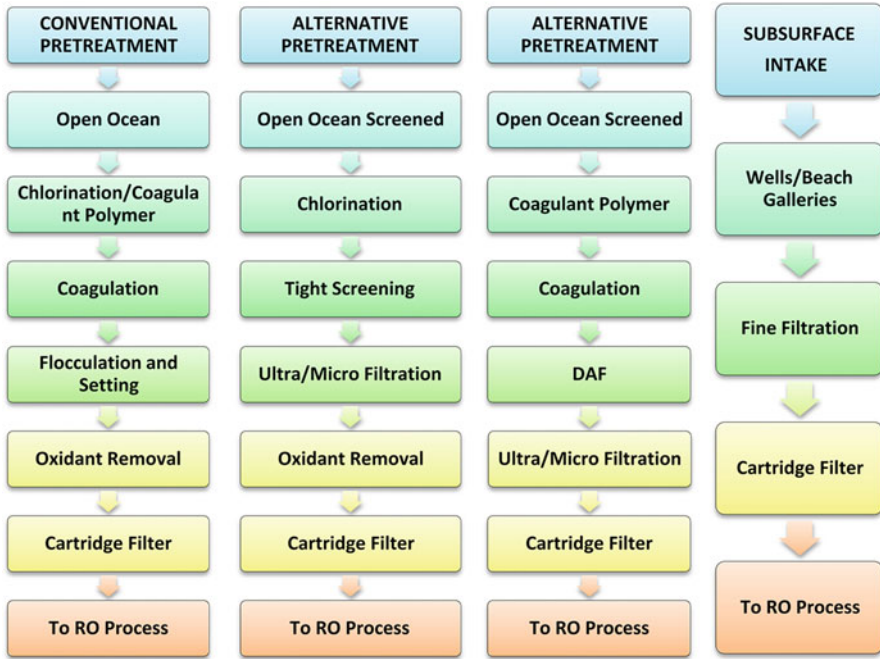 CONVENTIONAL
PRETREATMENT
Open Ocean
Chlorination/Coagula
nt Polymer
Coagulation
Flocculation and
Setting
Oxidant Removal
Cartridge Filter
To RO Process
ALTERNATIVE
PRETREATMENT
Open Ocean Screened
Chlorination
Tight Screening
Ultra/Micro Filtration
Oxidant Removal
Cartridge Filter
To RO Process
ALTERNATIVE
PRETREATMENT
Open Ocean Screened
Coagulant Polymer
Coagulation
DAF
Ultra/Micro Filtration
Cartridge Filter
To RO Process
SUBSURFACE
INTAKE
Wells/Beach
Galleries
Fine Filtration
Cartridge Filter
To RO Process